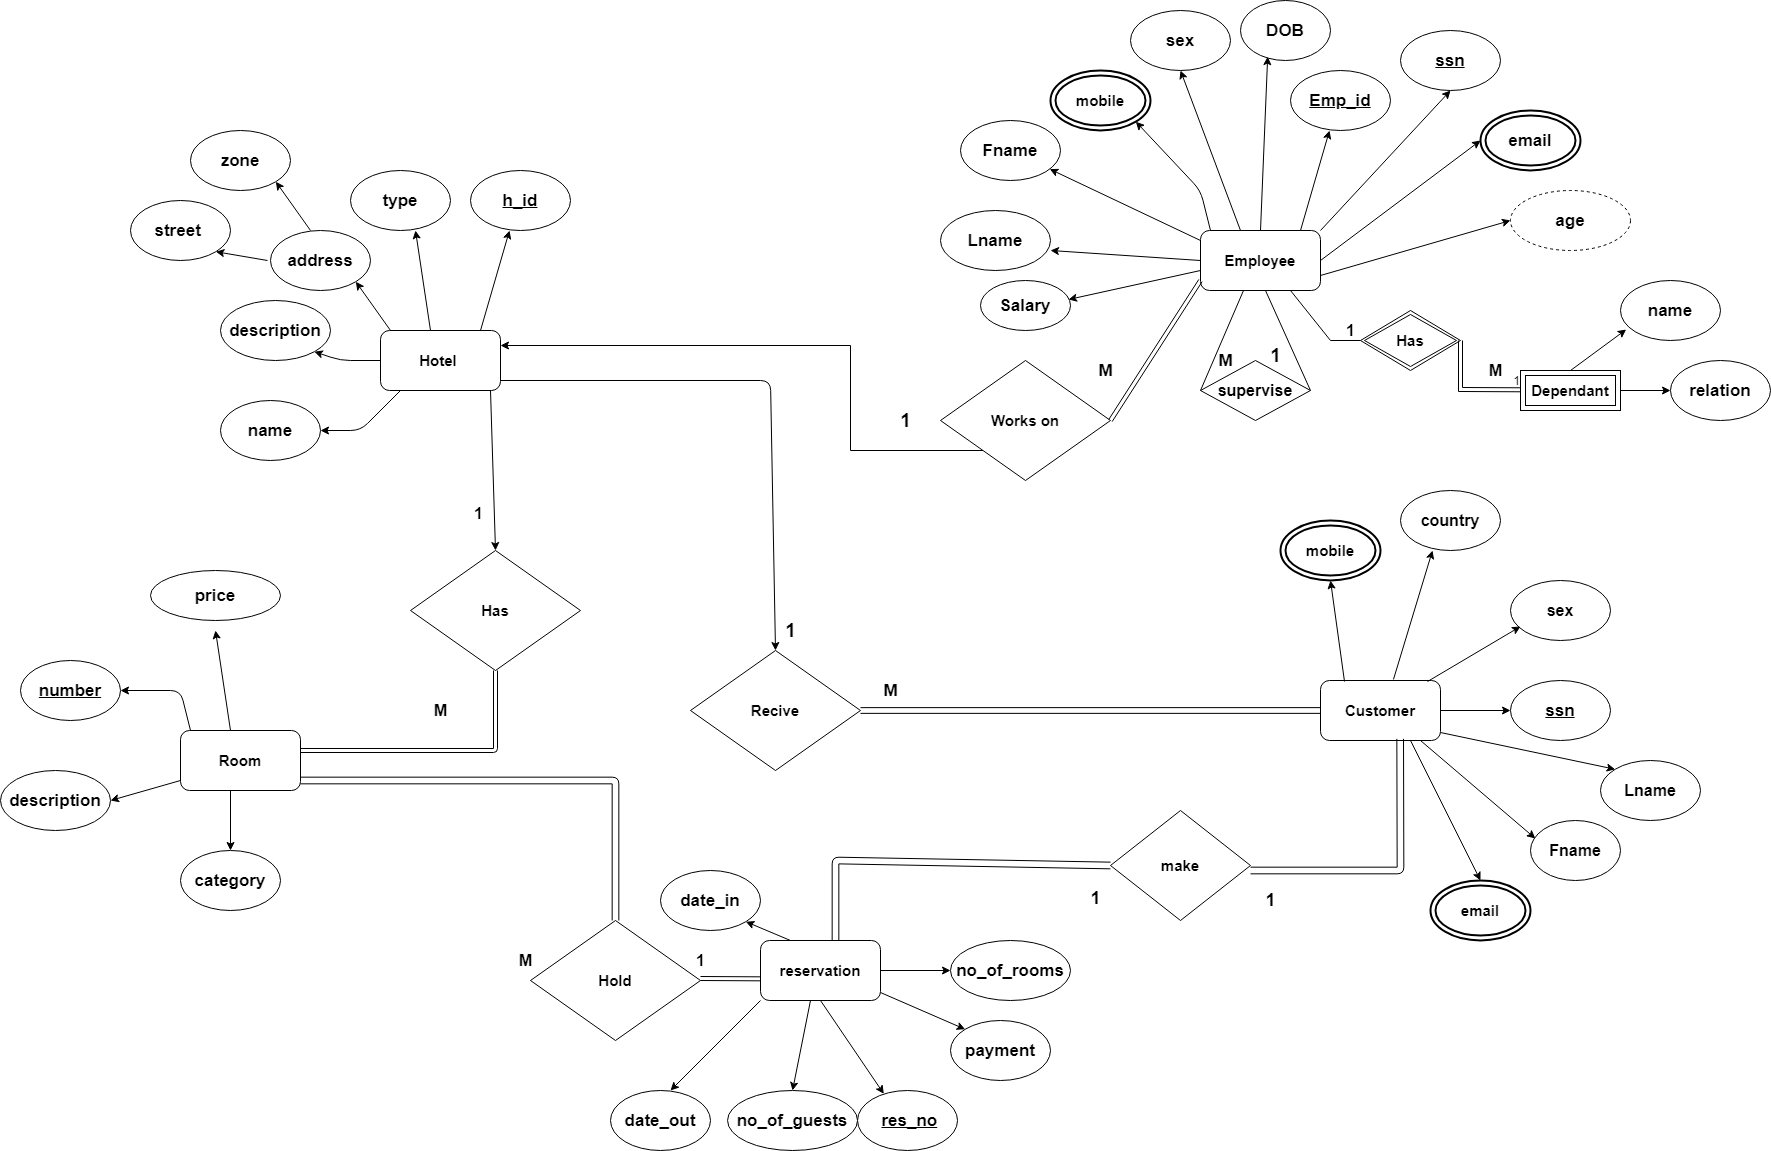 DOB
sex
ssn
mobile
Emp_id
email
Fname
zone
type
h_id
age
street
Lname
address
Employee
Salary
name
description
Hotel
1
Has
M
1
M
1
Dependant
relation
supervise
name
1
Works on
M
1
mobile
country
price
Has
sex
1
number
M
Recive
M
Customer
ssn
Room
description
Lname
category
make
Fname
1
1
date_in
email
M
1
Hold
reservation
no_of_rooms
payment
date_out
no_of_guests
res_no